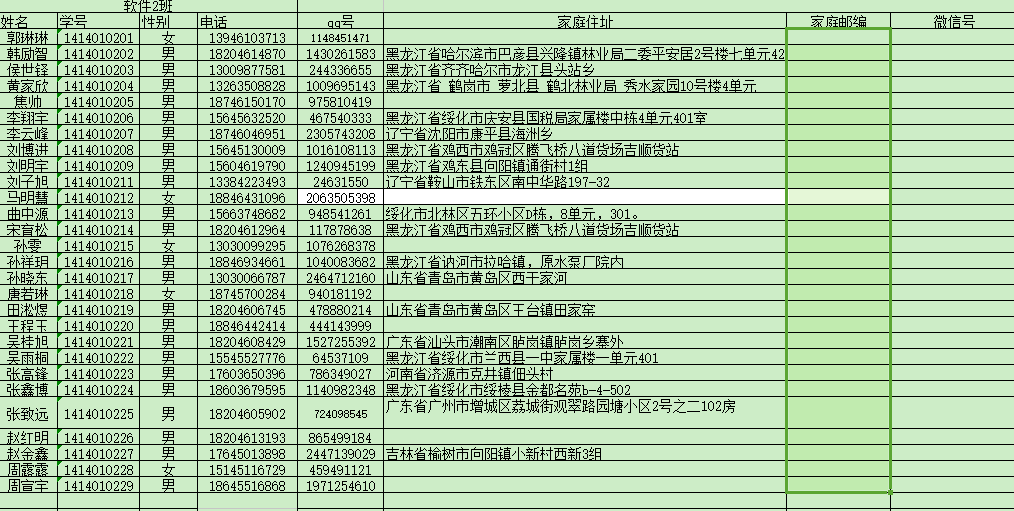 软件2班
姓名 学号 性别 电话 qq号 家庭住址 家庭邮编 微信号
郭琳琳 1414010201 女 13946103713 1148451471
韩励智 1414010202 男 18204614870 1430261583 黑龙江省哈尔滨市巴彦县兴隆镇林业局二委平安居2号楼七单元42
侯世铎 1414010203 男 13009877581 244336655 黑龙江省齐齐哈尔市龙江县头站乡
黄家欣 1414010204 男 13263508828 1009695143 黑龙江省 鹤岗市 萝北县 鹤北林业局 秀水家园10号楼4单元
焦帅 1414010205 男 18746150170 975810419
李翔宇 1414010206 男 15645632520 467540333 黑龙江省绥化市庆安县国税局家属楼中栋4单元401室
李云峰 1414010207 男 18746046951 2305743208 辽宁省沈阳市康平县海洲乡
刘博进 1414010208 男 15645130009 1016108113 黑龙江省鸡西市鸡冠区腾飞桥八道货场吉顺货站
刘明宇 1414010209 男 15604619790 1240945199 黑龙江省鸡东县向阳镇通街村1组
刘子旭 1414010211 男 13384223493 24631550 辽宁省鞍山市铁东区南中华路197-32
马明慧 1414010212 女 18846431096 2063505398
曲中源 1414010213 男 15663748682 948541261 绥化市北林区五环小区D栋，8单元，301。
宋育松 1414010214 男 18204612964 117878638 黑龙江省鸡西市鸡冠区腾飞桥八道货场吉顺货站
孙雯 1414010215 女 13030099295 1076268378
孙祥玥 1414010216 男 18846934661 1040083682 黑龙江省讷河市拉哈镇，原水泵厂院内
孙晓东 1414010217 男 13030066787 2464712160 山东省青岛市黄岛区西于家河
唐若琳 1414010218 女 18745700284 940181192
田淞煜 1414010219 男 18204606745 478880214 山东省青岛市黄岛区王台镇田家窑
王程玉 1414010220 男 18846442414 444143999
吴桂旭 1414010221 男 18204608429 1527255392 广东省汕头市潮南区胪岗镇胪岗乡寨外
吴雨桐 1414010222 男 15545527776 64537109 黑龙江省绥化市兰西县一中家属楼一单元401
张高锋 1414010223 男 17603650396 786349027 河南省济源市克井镇佃头村
张鑫博 1414010224 男 18603679595 1140982348 黑龙江省绥化市绥棱县金都名苑b-4-502
张致远 1414010225 男 18204605902 724098545 广东省广州市增城区荔城街观翠路园塘小区2号之二102房
赵红明 1414010226 男 18204613193 865499184
赵金鑫 1414010227 男 17645013898 2447139029 吉林省榆树市向阳镇小新村西新3组
周露露 1414010228 女 15145116729 459491121
周宣宇 1414010229 男 18645516868 1971254610